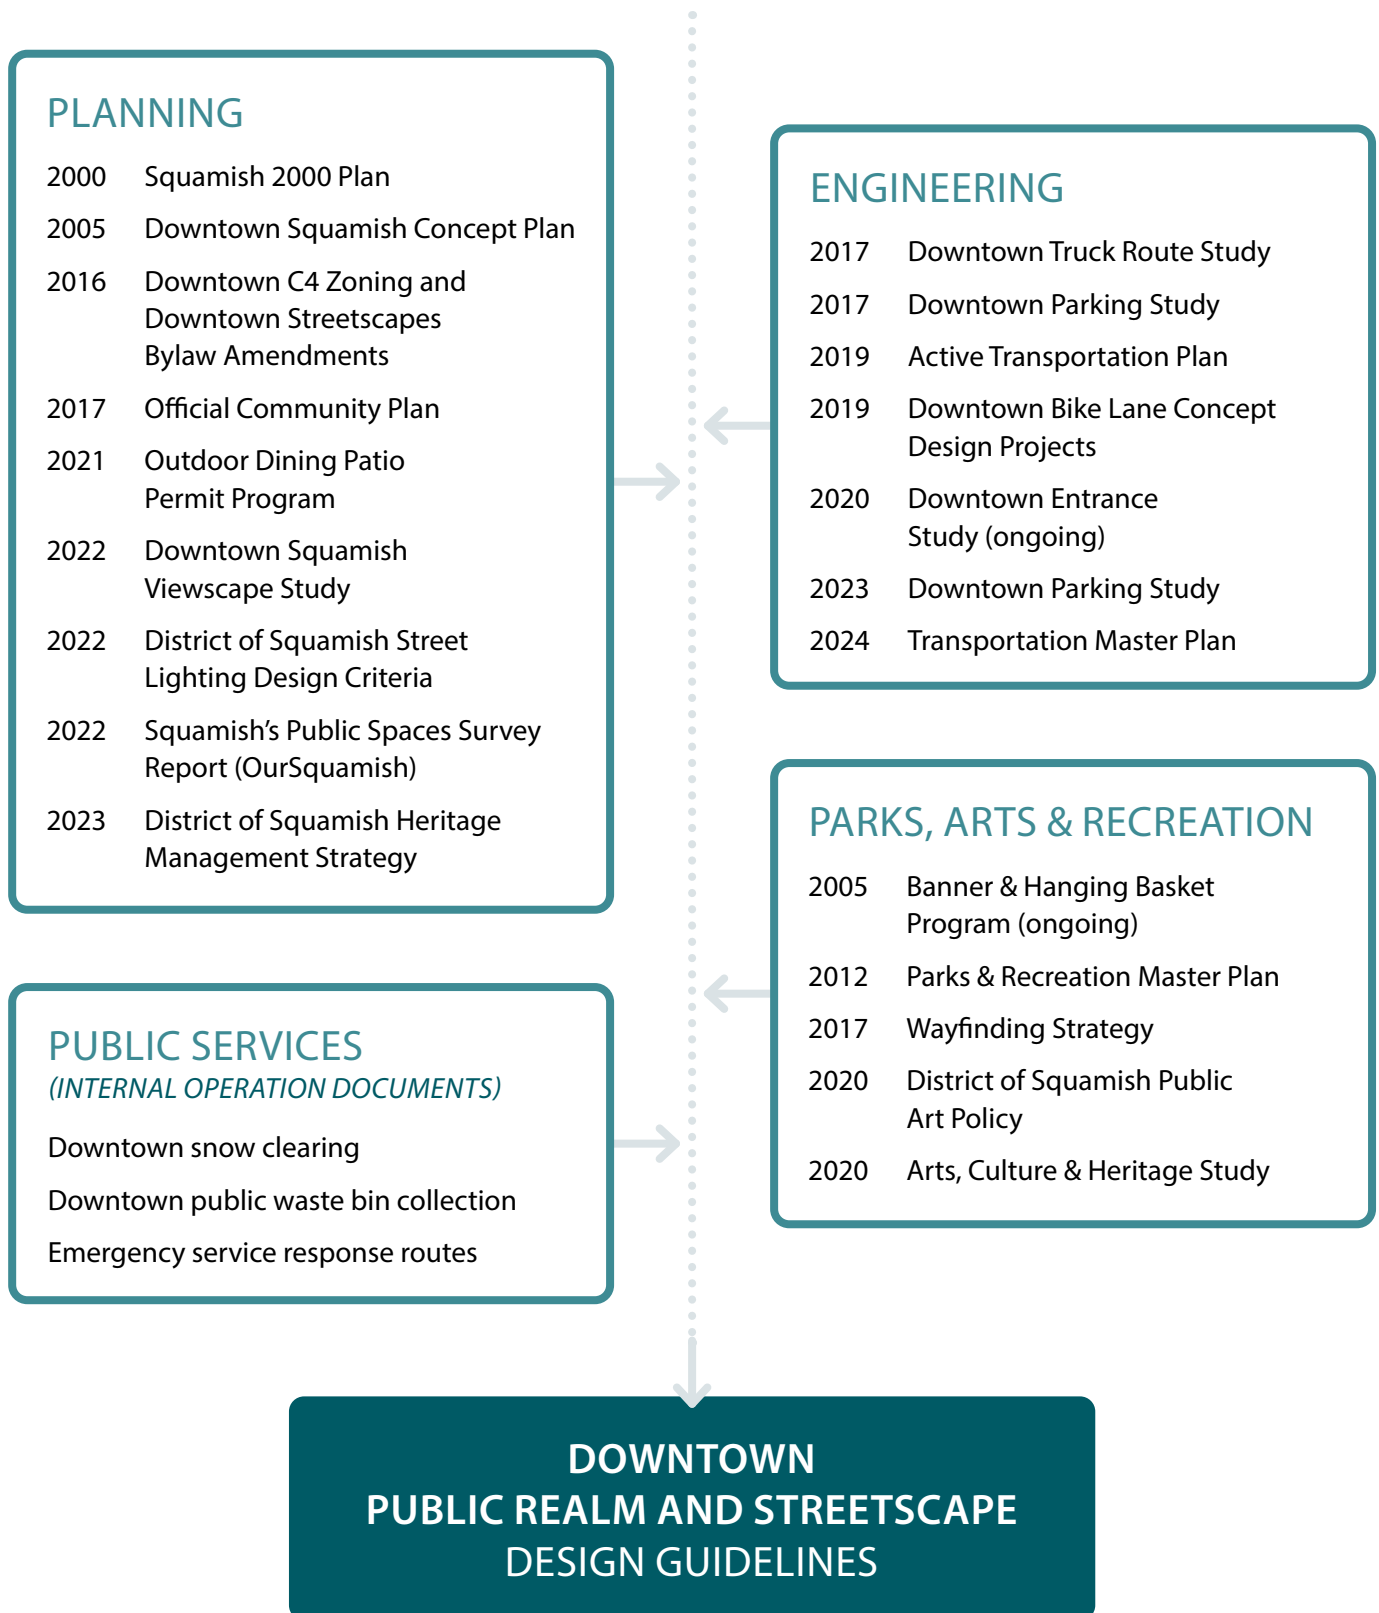 PLANNING
2000 Squamish 2000 Plan
2005 Downtown Squamish Concept Plan
2016 Downtown C4 Zoning and
Downtown Streetscapes
Bylaw Amendments
2017 Official Community Plan
2021 Outdoor Dining Patio
Permit Program
2022 Downtown Squamish
Viewscape Study
2022 District of Squamish Street
Lighting Design Criteria
2022 Squamish’s Public Spaces Survey
Report (OurSquamish)
2023 District of Squamish Heritage
Management Strategy
ENGINEERING
2017 Downtown Truck Route Study
2017 Downtown Parking Study
2019 Active Transportation Plan
2019 Downtown Bike Lane Concept
Design Projects
2020 Downtown Entrance
Study (ongoing)
2023 Downtown Parking Study
2024 Transportation Master Plan
PUBLIC SERVICES
(INTERNAL OPERATION DOCUMENTS)
Downtown snow clearing
Downtown public waste bin collection
Emergency service response routes
PARKS, ARTS & RECREATION
2005 Banner & Hanging Basket
Program (ongoing)
2012 Parks & Recreation Master Plan
2017 Wayfinding Strategy
2020 District of Squamish Public
Art Policy
2020 Arts, Culture & Heritage Study
DOWNTOWN
PUBLIC REALM AND STREETSCAPE
DESIGN GUIDELINES